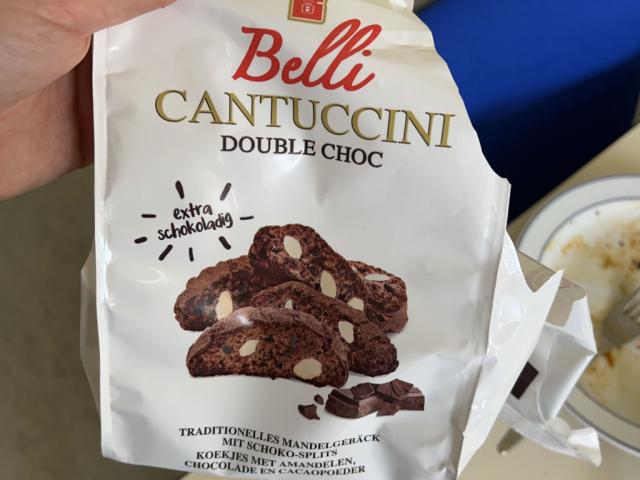 B
Belli
CANTUCCINI
DOUBLE CHOC
extra
schokoladig
TRADITIONELLES MANDELGEBÄCK
MIT SCHOKO-SPLITS
KOEKJES MET AMANDELEN,
CHOCOLADE EN CACAOPOEDER